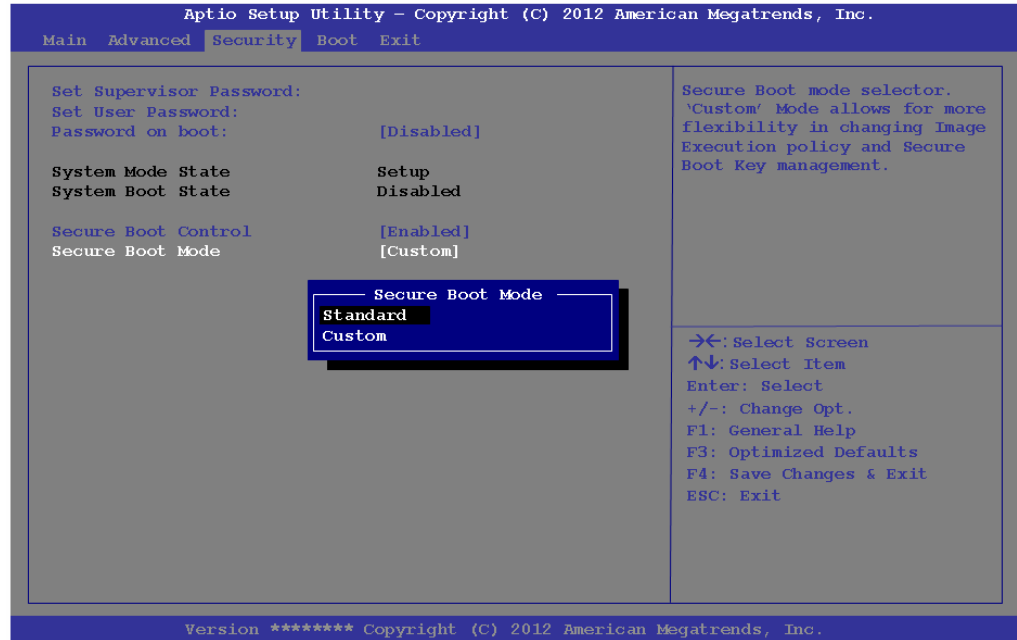 Aptio Setup Utility – Copyright (C) 2012 American Megatrends, Inc.
Main Advanced Security Boot Exit
Set Supervisor Password:
Set User Password:
Password on boot: [Disabled]
System Mode State Setup
System Boot State Disabled
Secure Boot Control [Enabled]
Secure Boot Mode [Custom]
Secure Boot Mode
Standard
Custom
Secure Boot mode selector.
‘Custom’ Mode allows for more
flexibility in changing Image
Execution policy and Secure
Boot Key management.
→←: Select Screen
↑↓: Select Item
Enter: Select
+/-: Change Opt.
F1: General Help
F3: Optimized Defaults
F4: Save Changes & Exit
ESC: Exit
Version ******** Copyright (C) 2012 American Megatrends, Inc.